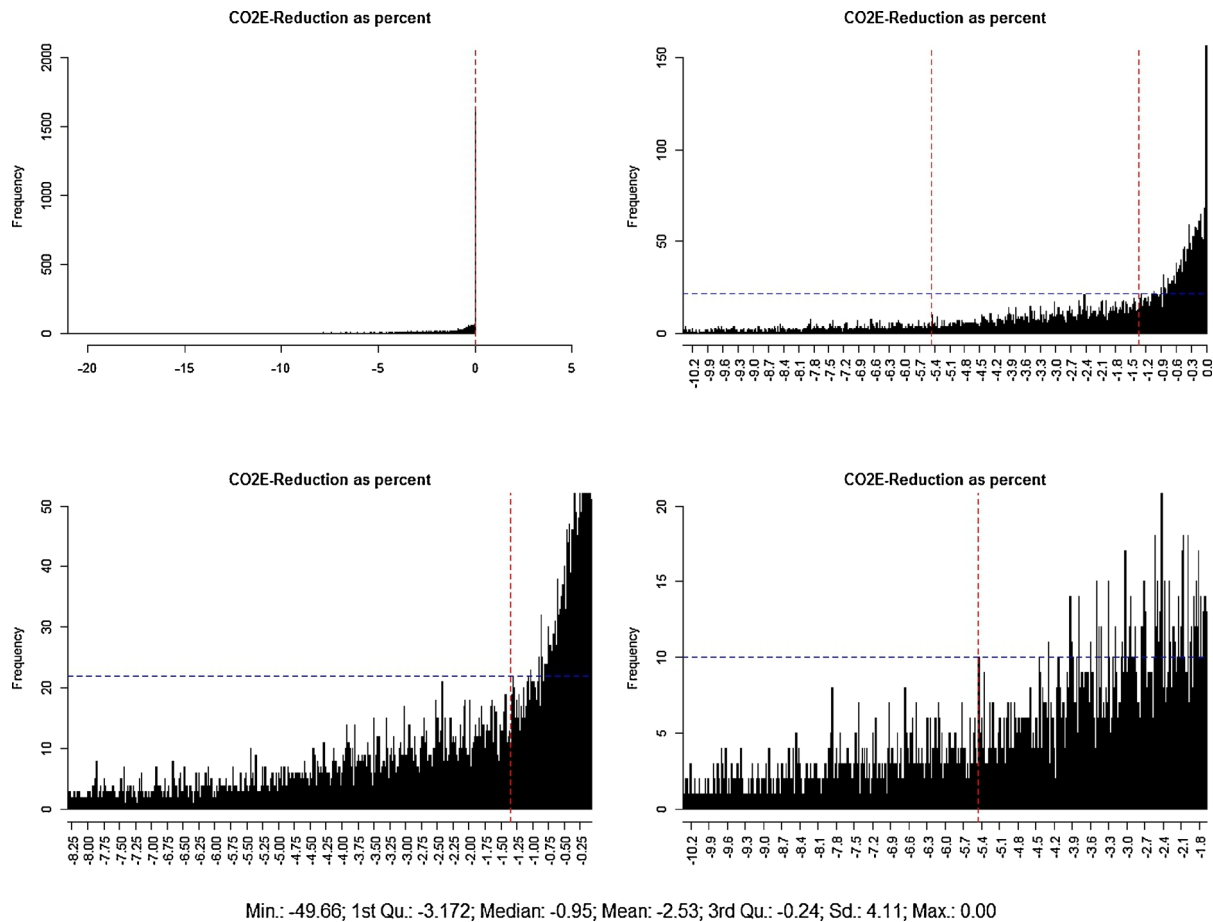 CO2E-Reduction as percent
Frequency
2000
1500
1000
500
0
-20 -15 -10 -5 0 5
CO2E-Reduction as percent
Frequency
150
100
50
0
-10.2 -9.9 -9.6 -9.3 -9.0 -8.7 -8.4 -8.1 -7.8 -7.5 -7.2 -6.9 -6.6 -6.3 -6.0 -5.7 -5.4 -5.1 -4.8 -4.5 -4.2 -3.9 -3.6 -3.3 -3.0 -2.7 -2.4 -2.1 -1.8 -1.5 -1.2 -0.9 -0.6 -0.3 0.0
CO2E-Reduction as percent
Frequency
50
40
30
20
10
0
-8.25 -8.00 -7.75 -7.50 -7.25 -7.00 -6.75 -6.50 -6.25 -6.00 -5.75 -5.50 -5.25 -5.00 -4.75 -4.50 -4.25 -4.00 -3.75 -3.50 -3.25 -3.00 -2.75 -2.50 -2.25 -2.00 -1.75 -1.50 -1.25 -1.00 -0.75 -0.50 -0.25
CO2E-Reduction as percent
Frequency
20
15
10
5
0
-10.2 -9.9 -9.6 -9.3 -9.0 -8.7 -8.4 -8.1 -7.8 -7.5 -7.2 -6.9 -6.6 -6.3 -6.0 -5.7 -5.4 -5.1 -4.8 -4.5 -4.2 -3.9 -3.6 -3.3 -3.0 -2.7 -2.4 -2.1 -1.8
Min.: -49.66; 1st Qu.: -3.172; Median: -0.95; Mean: -2.53; 3rd Qu.: -0.24; Sd.: 4.11; Max.: 0.00